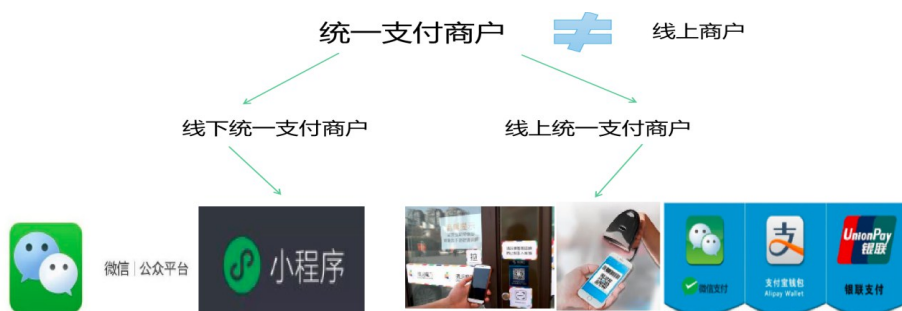 统一支付商户
线上商户
线下统一支付商户
线上统一支付商户
微信|公众平台
小程序
微信支付
支付宝钱包
Alipay Wallet
UnionPay
银联
银联支付